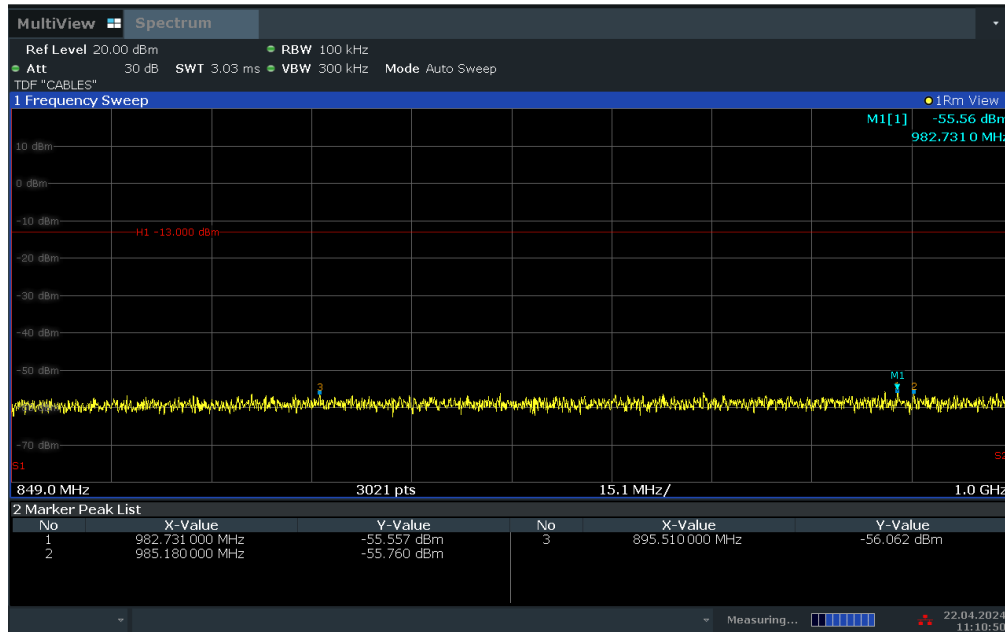 MultiView Spectrum
Ref Level 20.00 dBm RBW 100 kHz
Att 30 dB SWT 3.03 ms VBW 300 kHz Mode Auto Sweep
TDF "CABLES"
1 Frequency Sweep 1Rm View
M1[1] -55.56 dBm
982.7310 MHz
10 dBm
0 dBm
-10 dBm
H1 -13.000 dBm
-20 dBm
-30 dBm
-40 dBm
-50 dBm
M1
3
2
-70 dBm
S1
849.0 MHz 3021 pts 15.1 MHz/ 1.0 GHz
2 Marker Peak List
No X-Value Y-Value No X-Value Y-Value
1 982.731 000 MHz -55.557 dBm 3 895.510 000 MHz -56.062 dBm
2 985.180 000 MHz -55.760 dBm
Measuring... 22.04.2024
11:10:50